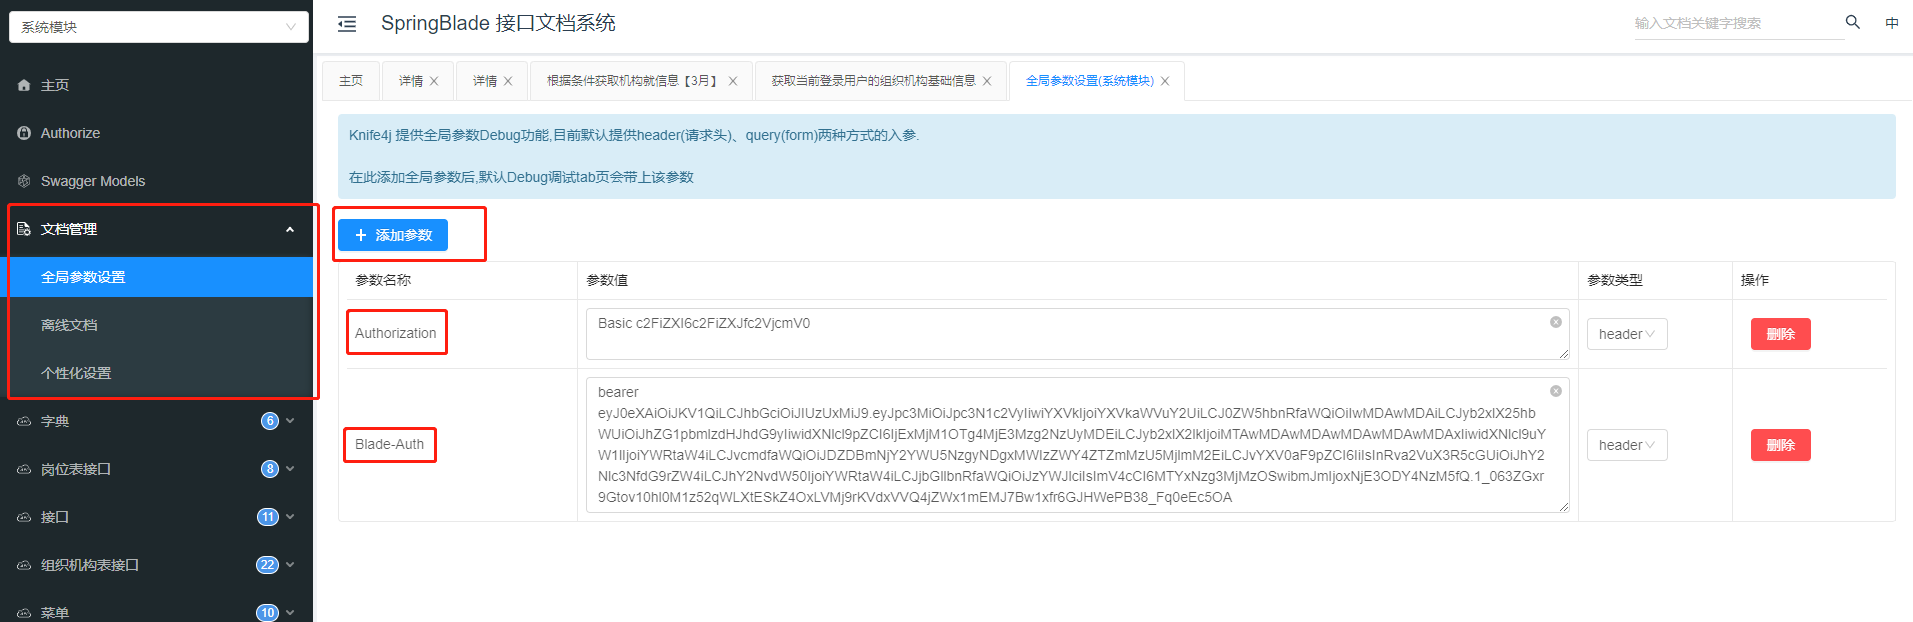 系统模块
SpringBlade 接口文档系统
输入文档关键字搜索
中
主页
Authorize
Swagger Models
文档管理
全局参数设置
离线文档
个性化设置
字典
6
岗位表接口
8
接口
11
组织机构表接口
22
菜单
10
主页
详情
详情
根据条件获取机构就信息【3月】
获取当前登录用户的组织机构基础信息
全局参数设置(系统模块)
Knife4j 提供全局参数Debug功能,目前默认提供header(请求头)、query(form)两种方式的入参.
在此添加全局参数后,默认Debug调试tab页会带上该参数
添加参数
参数名称
参数值
参数类型
操作
Authorization
Basic c2FiZXI6c2FiZXJfc2VjcmV0
header
删除
Blade-Auth
bearer
eyJ0eXAiOiJKV1QiLCJhbGciOiJIUzUxMiJ9.eyJpc3MiOiJpc3N1c2VyIiwiYXVkIjoiYXVkaWVuY2UiLCJ0ZW5hbnRfaWQiOiIwMDAwMDAiLCJyb2xlX25hb
WUiOiJhZG1pbmlzdHJhdG9yIiwidXNlcl9pZCI6IjExMjM1OTg4MjE3Mzg2NzUyMDEiLCJyb2xlX2lkIjoiMTAwMDAwMDAwMDAwMDAwMDAxIiwidXNlcl9uY
W1lIjoiYWRtaW4iLCJvcmdfaWQiOiJDZDBmNjY2YWU5NzgyNDgxMWIzZWY4ZTZmMzU5MjlmM2EiLCJvYXV0aF9pZCI6IiIsInRva2VuX3R5cGUiOiJhY2
Nlc3NfdG9rZW4iLCJhY2NvdW50IjoiYWRtaW4iLCJjbGllbnRfaWQiOiJzYWJlciIsImV4cCI6MTYxNzg3MjMzOSwibmJmIjoxNjE3ODY4NzM5fQ.1_063ZGxr
9Gtov10hI0M1z52qWLXtESkZ4OxLVMj9rKVdxVVQ4jZWx1mEMJ7Bw1xfr6GJHWePB38_Fq0eEc5OA
header
删除